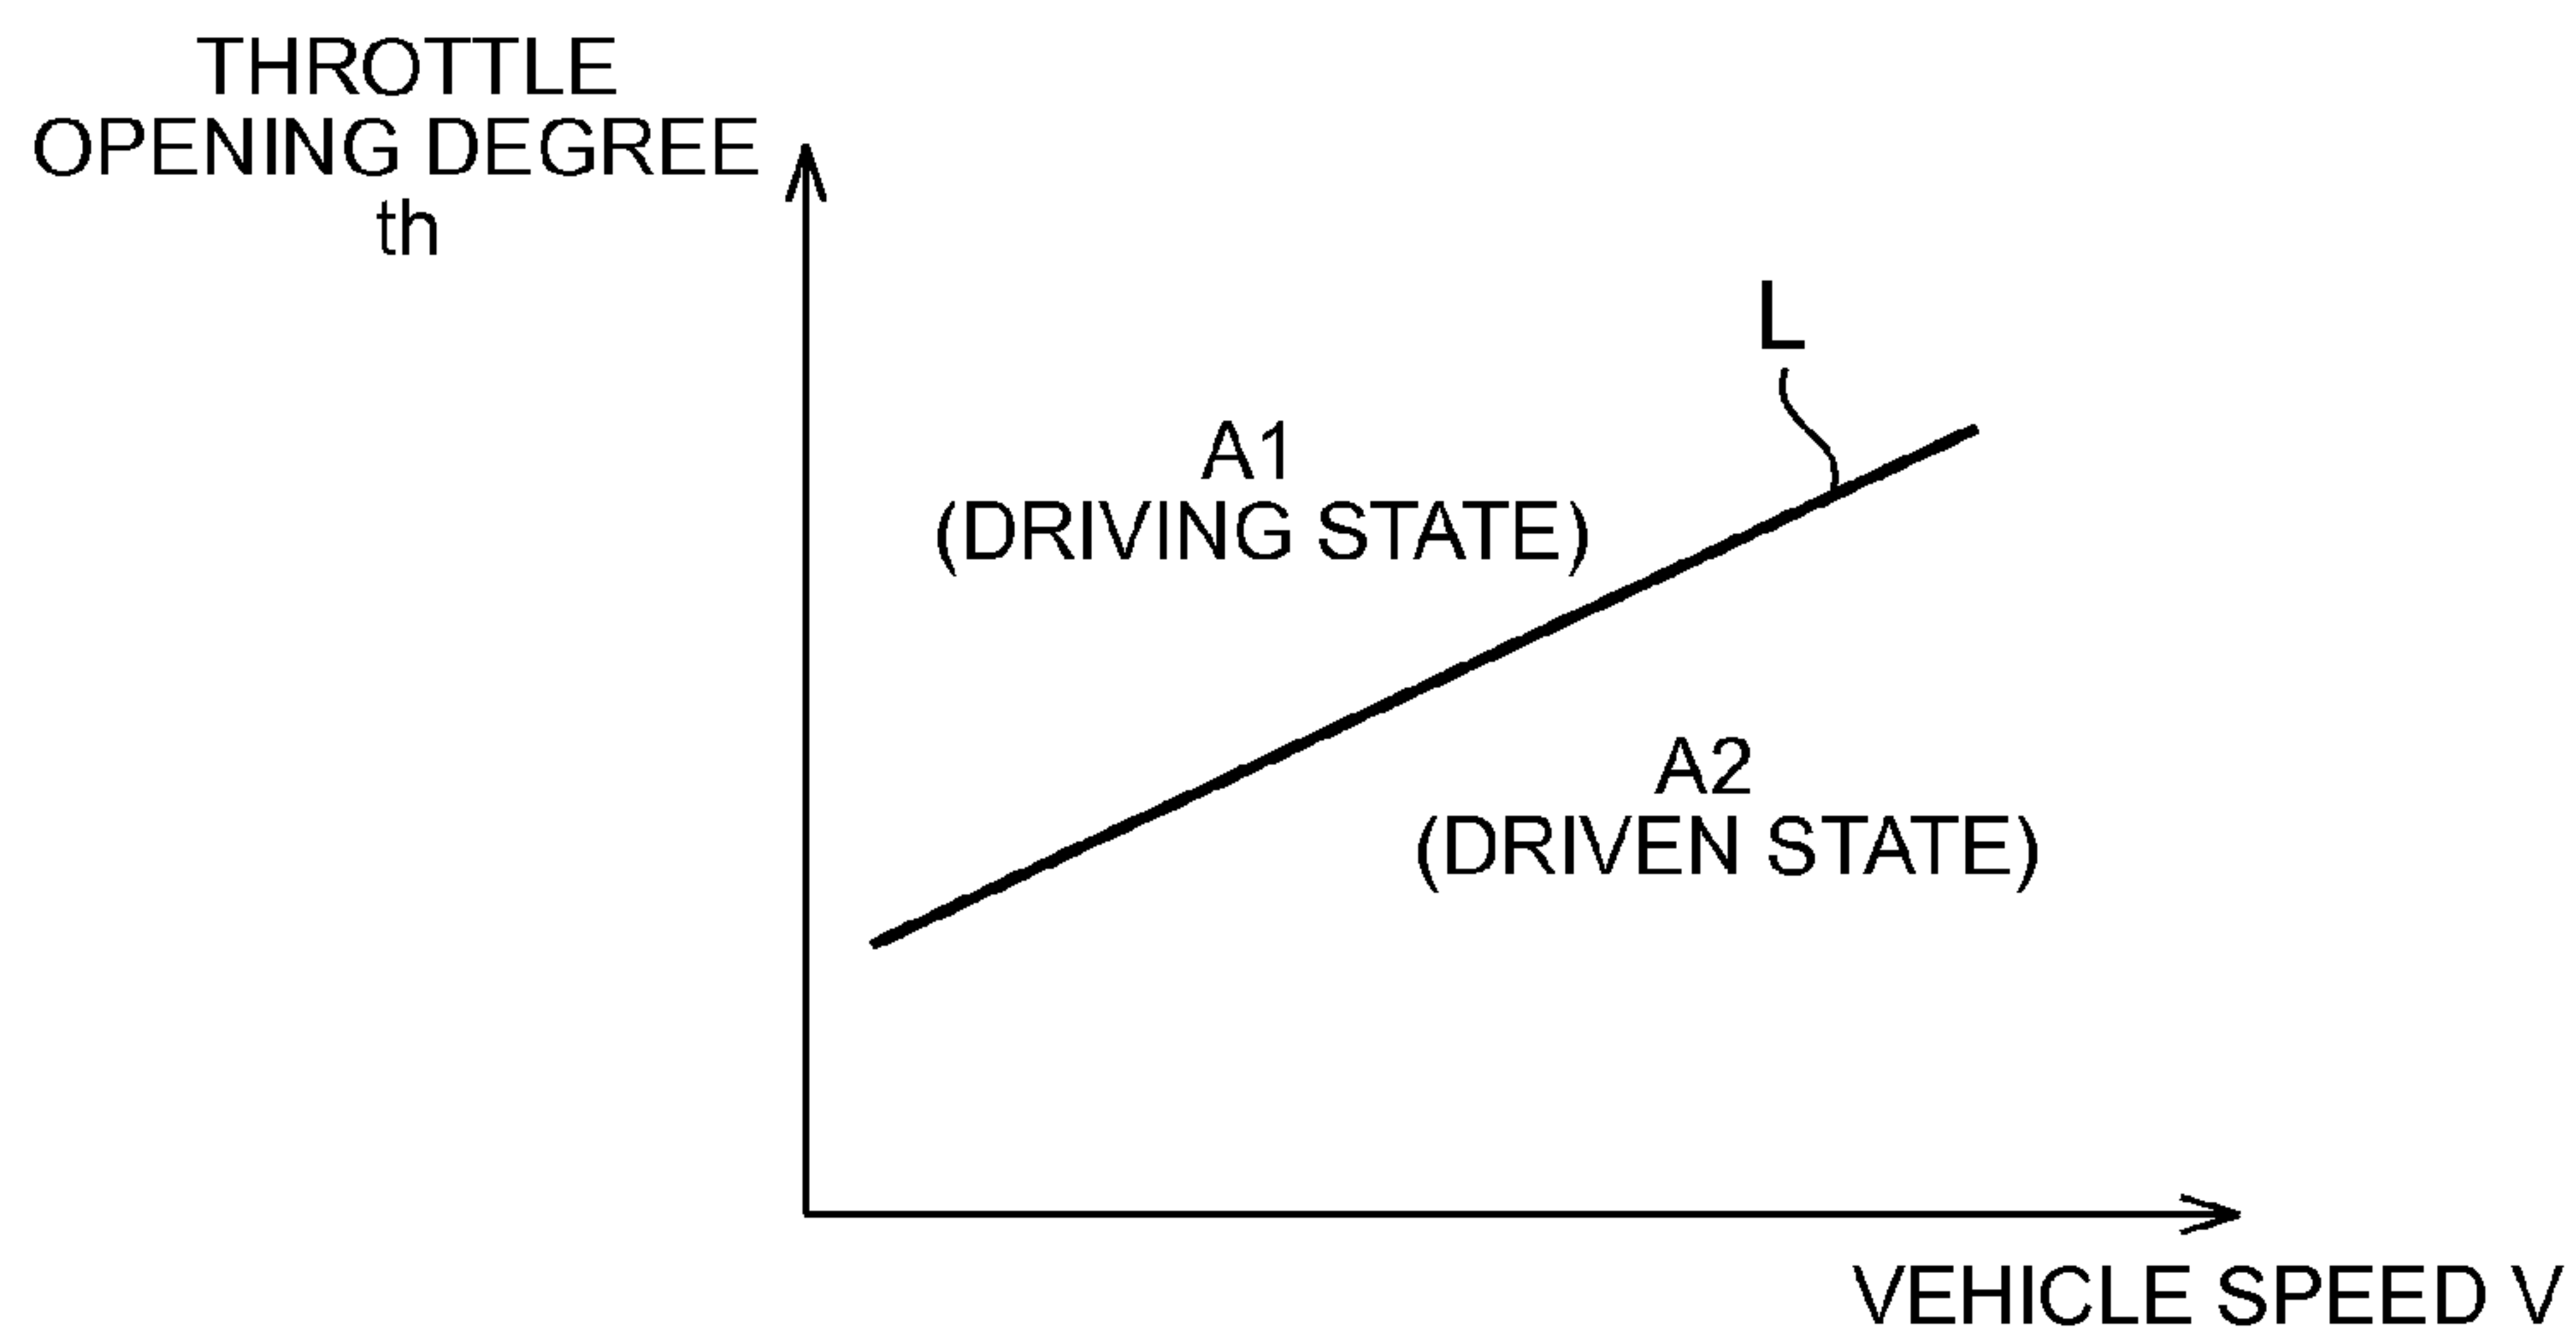 THROTTLE
OPENING DEGREE
th
L
A1
(DRIVING STATE)
A2
(DRIVEN STATE)
VEHICLE SPEED V